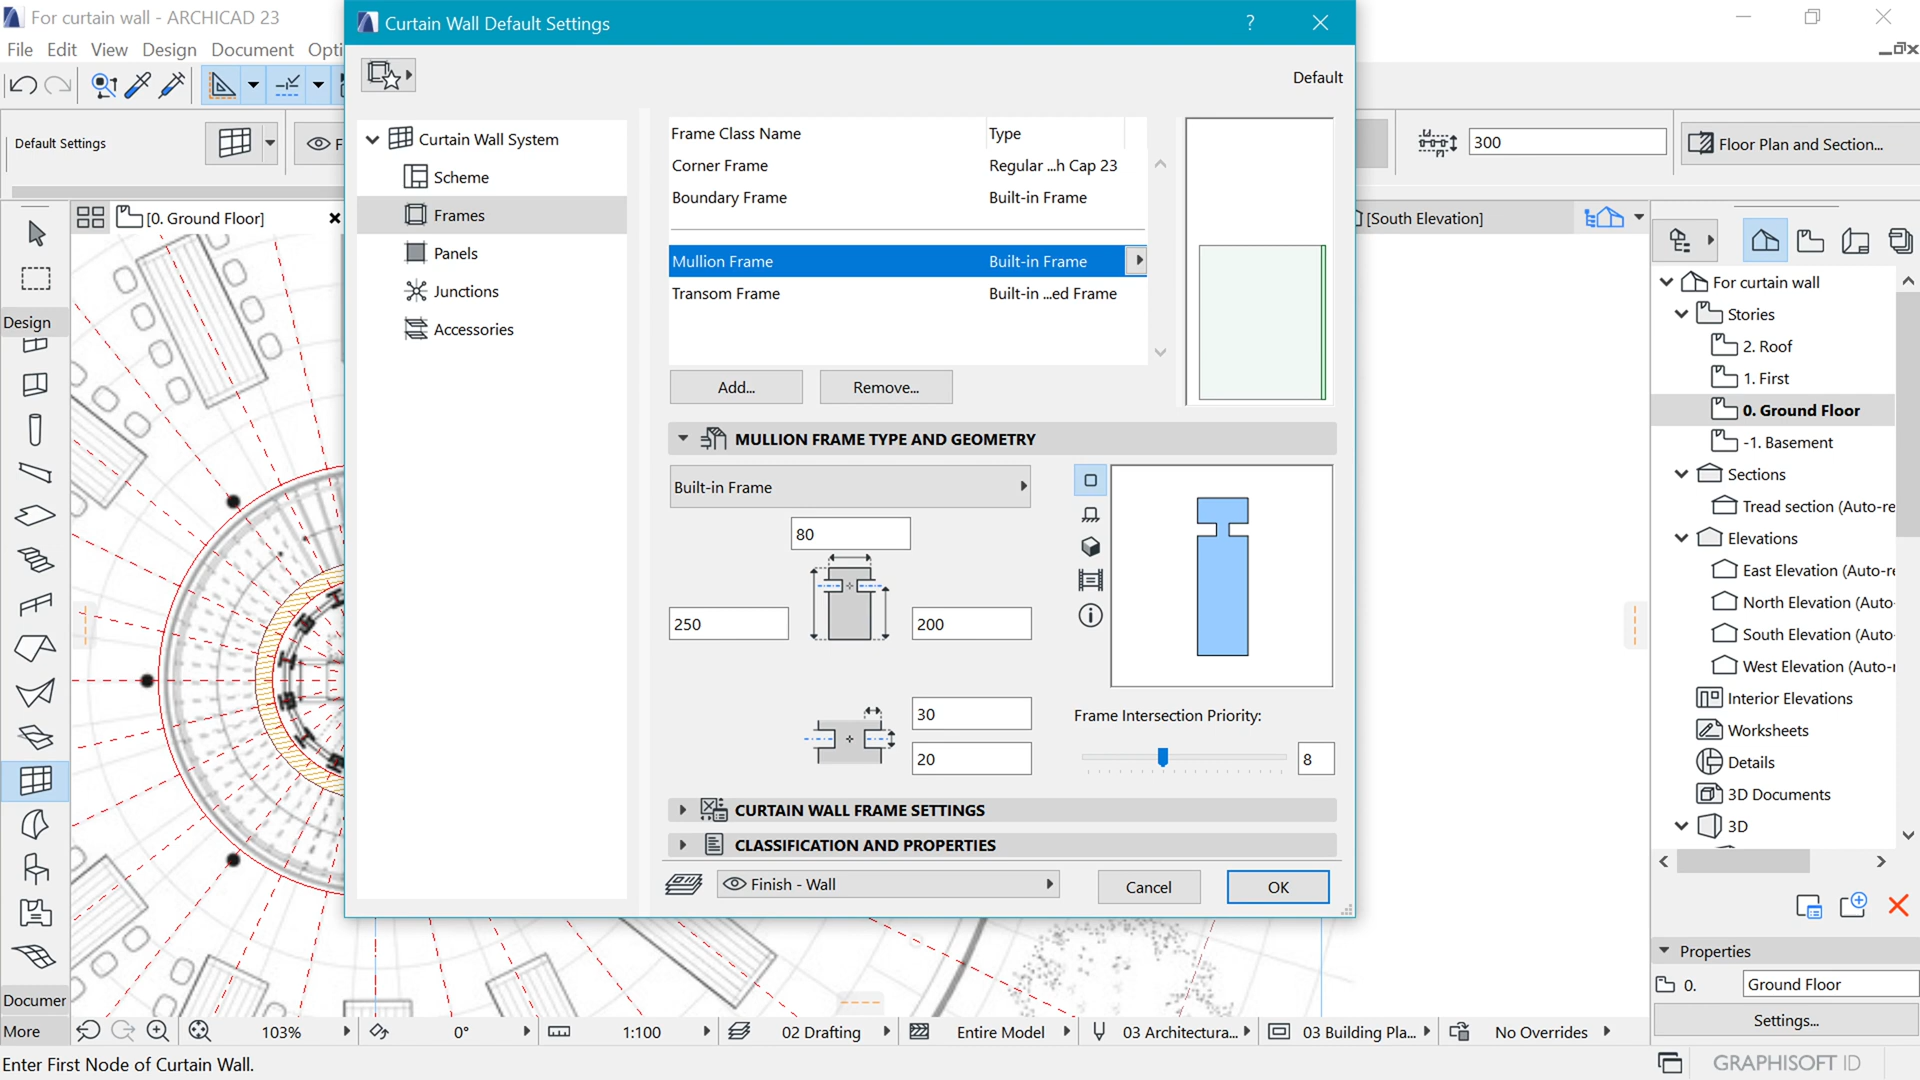 For curtain wall - ARCHICAD 23
File Edit View Design Document Opti
Curtain Wall Default Settings
?
Default
Default Settings
F
300
Floor Plan and Section...
[0. Ground Floor]
[South Elevation]
Design
Documer
More
Curtain Wall System
Scheme
Frames
Panels
Junctions
Accessories
Frame Class Name Type
Corner Frame Regular ...h Cap 23
Boundary Frame Built-in Frame
Mullion Frame Built-in Frame
Transom Frame Built-in ...ed Frame
Add... Remove...
MULLION FRAME TYPE AND GEOMETRY
Built-in Frame
80
250
200
30
20
Frame Intersection Priority:
8
CURTAIN WALL FRAME SETTINGS
CLASSIFICATION AND PROPERTIES
Finish - Wall
Cancel
OK
For curtain wall
Stories
2. Roof
1. First
0. Ground Floor
-1. Basement
Sections
Tread section (Auto-re
Elevations
East Elevation (Auto-re
North Elevation (Auto-
South Elevation (Auto-
West Elevation (Auto-r
Interior Elevations
Worksheets
Details
3D Documents
3D
Properties
0. Ground Floor
Settings...
103% 0° 1:100 02 Drafting Entire Model 03 Architectura... 03 Building Pla... No Overrides
Enter First Node of Curtain Wall.
GRAPHISOFT ID